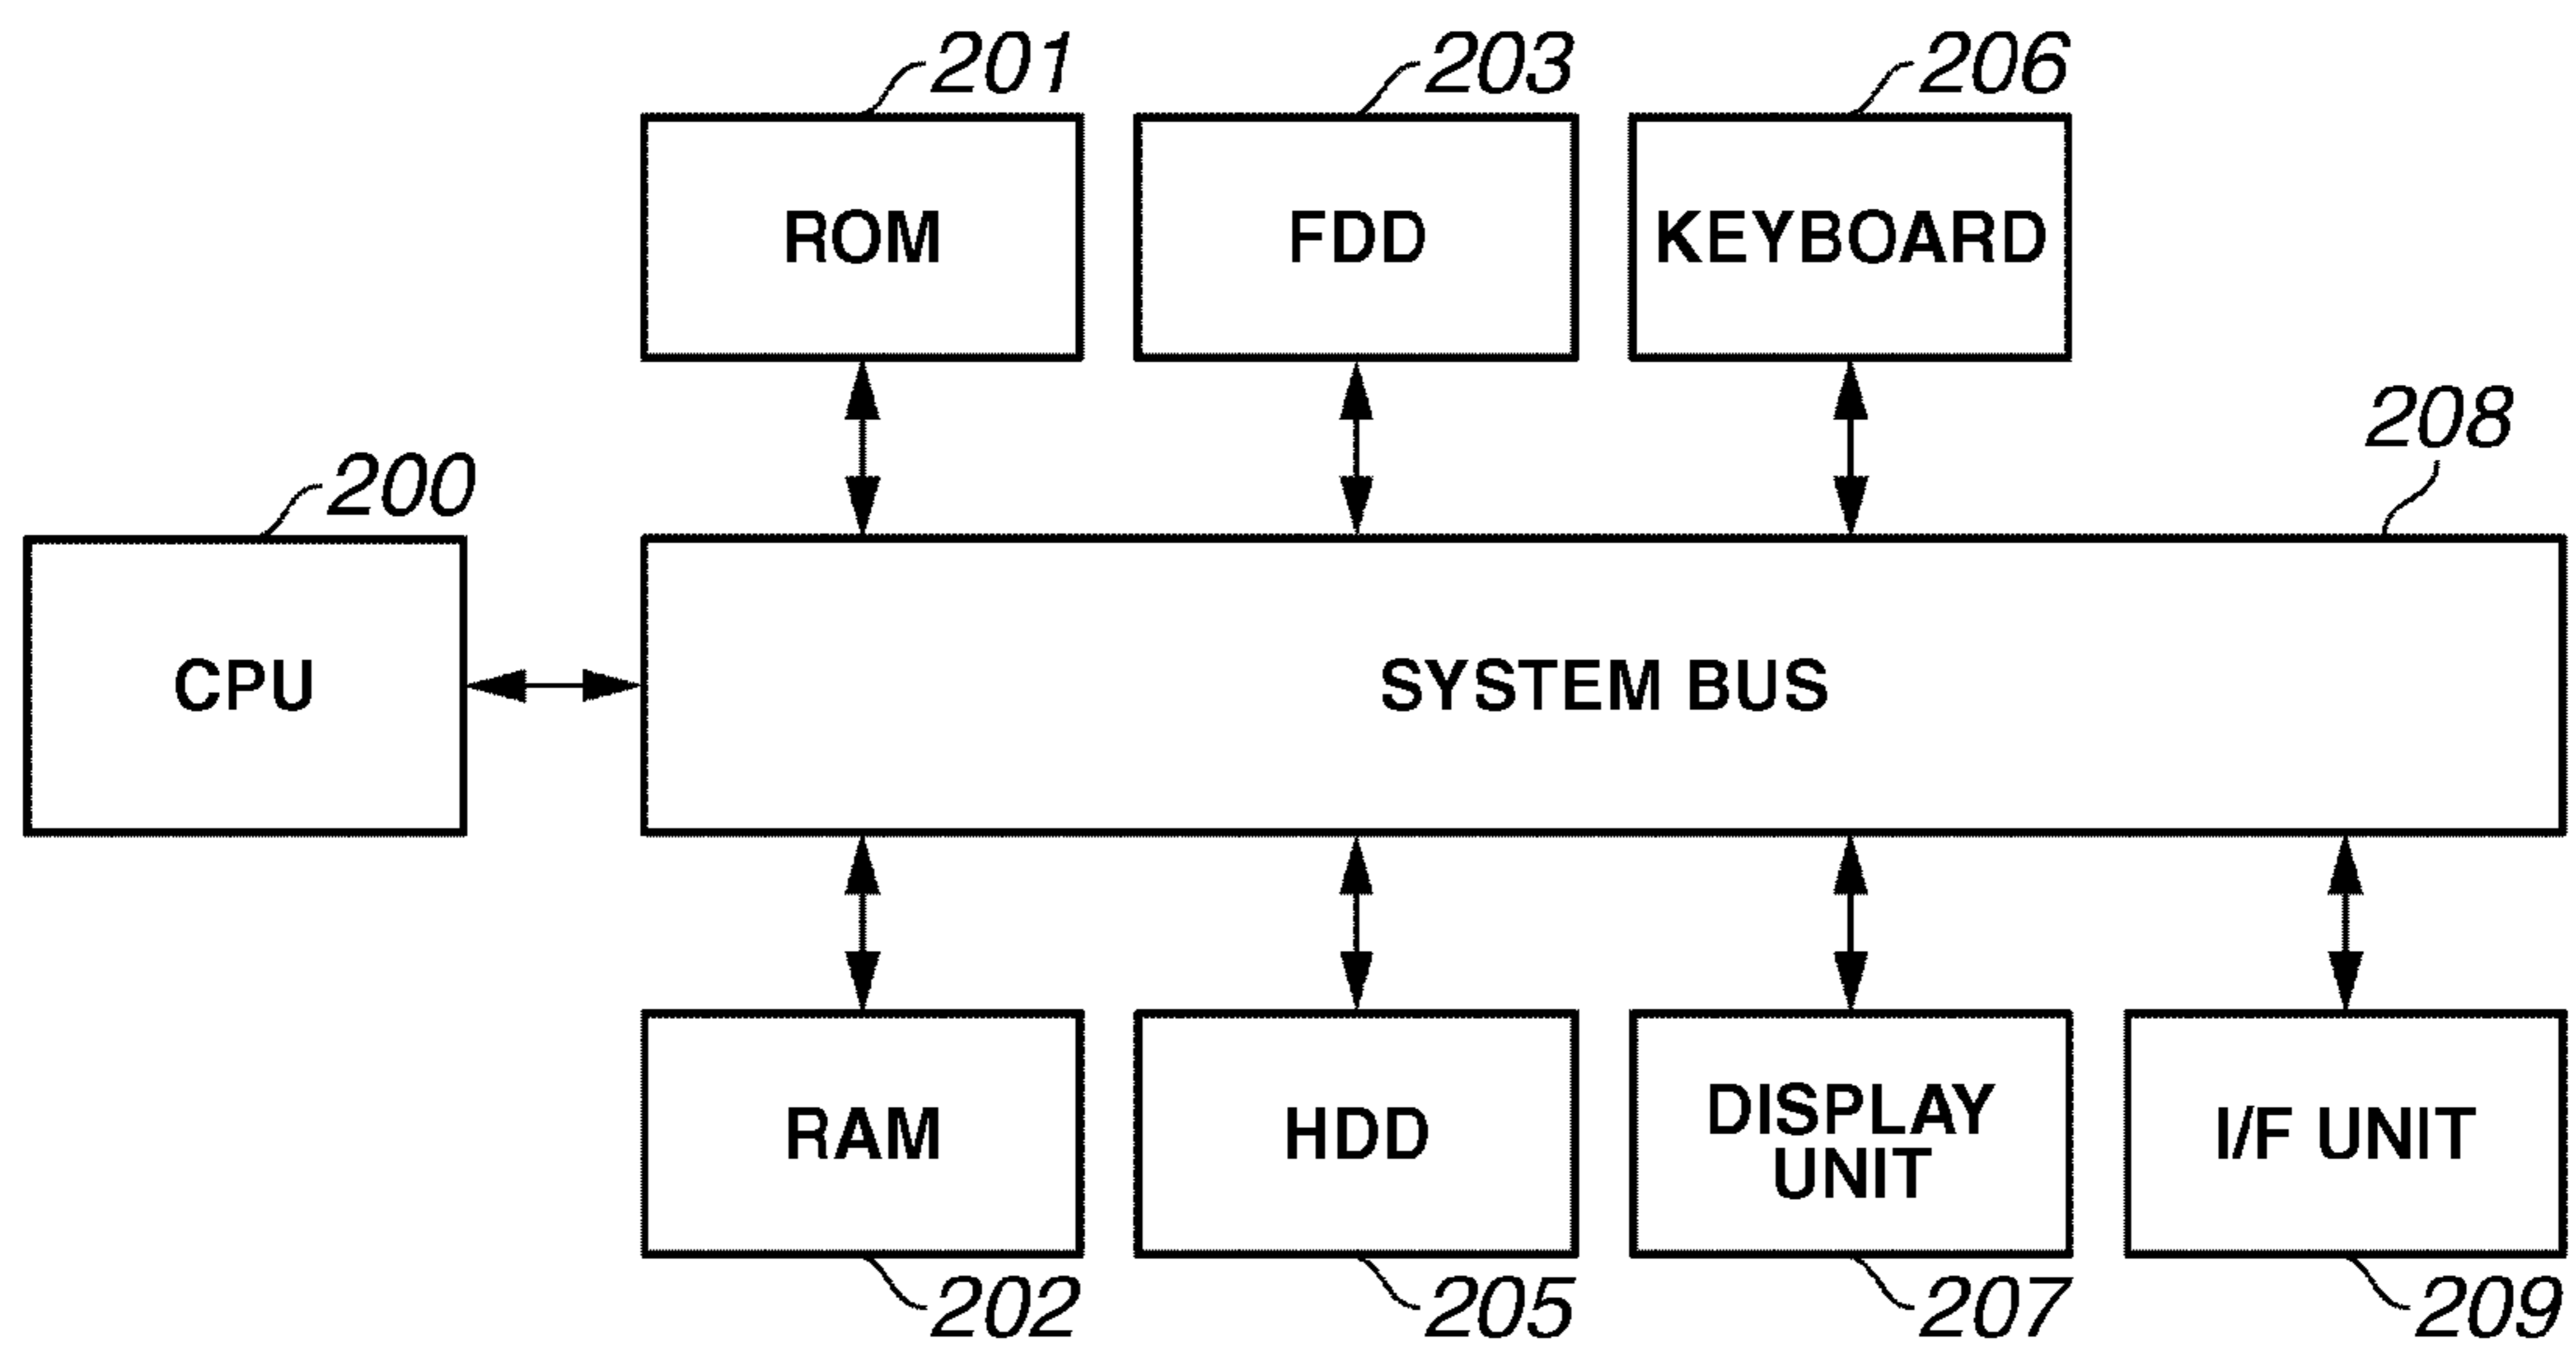 201
203
206
ROM
FDD
KEYBOARD
208
200
CPU
SYSTEM BUS
RAM
HDD
DISPLAY
UNIT
I/F UNIT
202
205
207
209